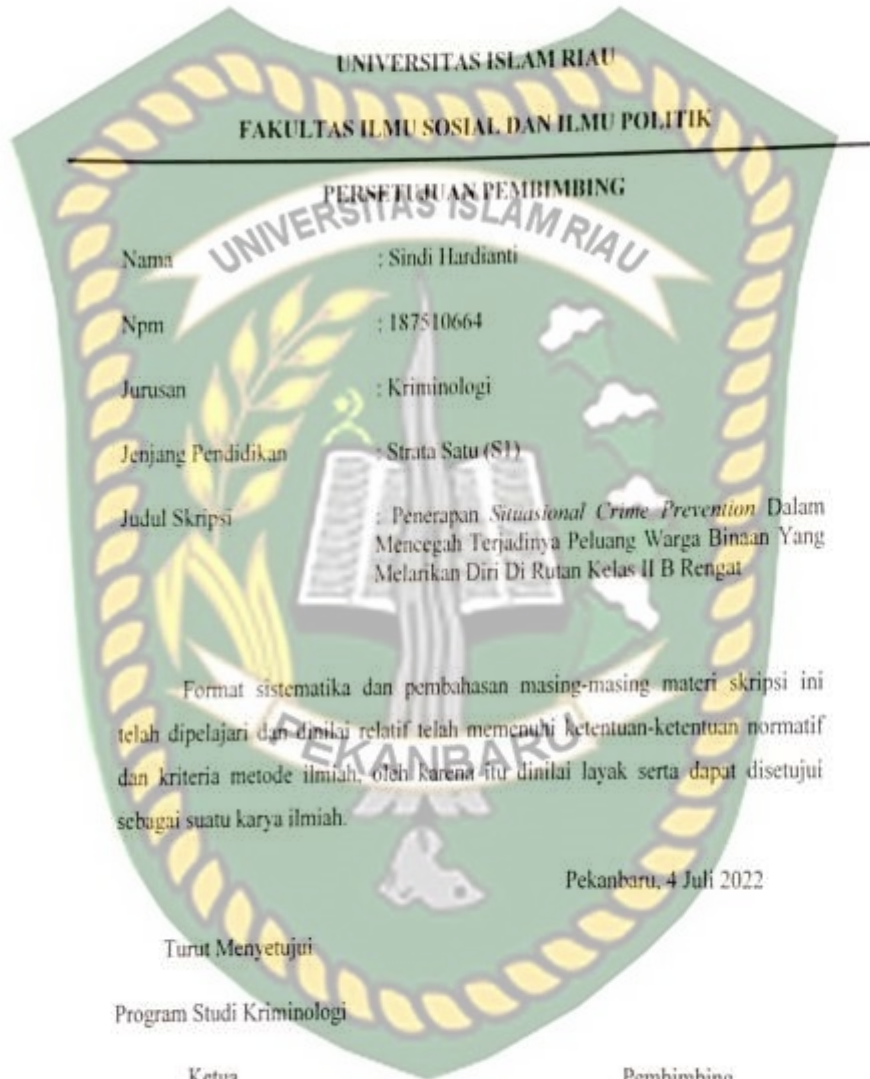 UNIVERSITAS ISLAM RIAU
FAKULTAS ILMU SOSIAL DAN ILMU POLITIK
PERSETUJUAN PEMBIMBING
UNIVERSITAS ISLAM RIAU
Nama : Sindi Hardianti
Npm : 187510664
Jurusan : Kriminologi
Jenjang Pendidikan : Strata Satu (S1)
Judul Skripsi : Penerapan Situasional Crime Prevention Dalam
Mencegah Terjadinya Peluang Warga Binaan Yang
Melarikan Diri Di Rutan Kelas II B Rengat
Format sistematika dan pembahasan masing-masing materi skripsi ini
telah dipelajari dan dinilai relatif telah memenuhi ketentuan-ketentuan normatif
PEKANBARU
dan kriteria metode ilmiah, oleh karena itu dinilai layak serta dapat disetujui
sebagai suatu karya ilmiah.
Pekanbaru, 4 Juli 2022
Turut Menyetujui
Program Studi Kriminologi
Ketua Pembimbing